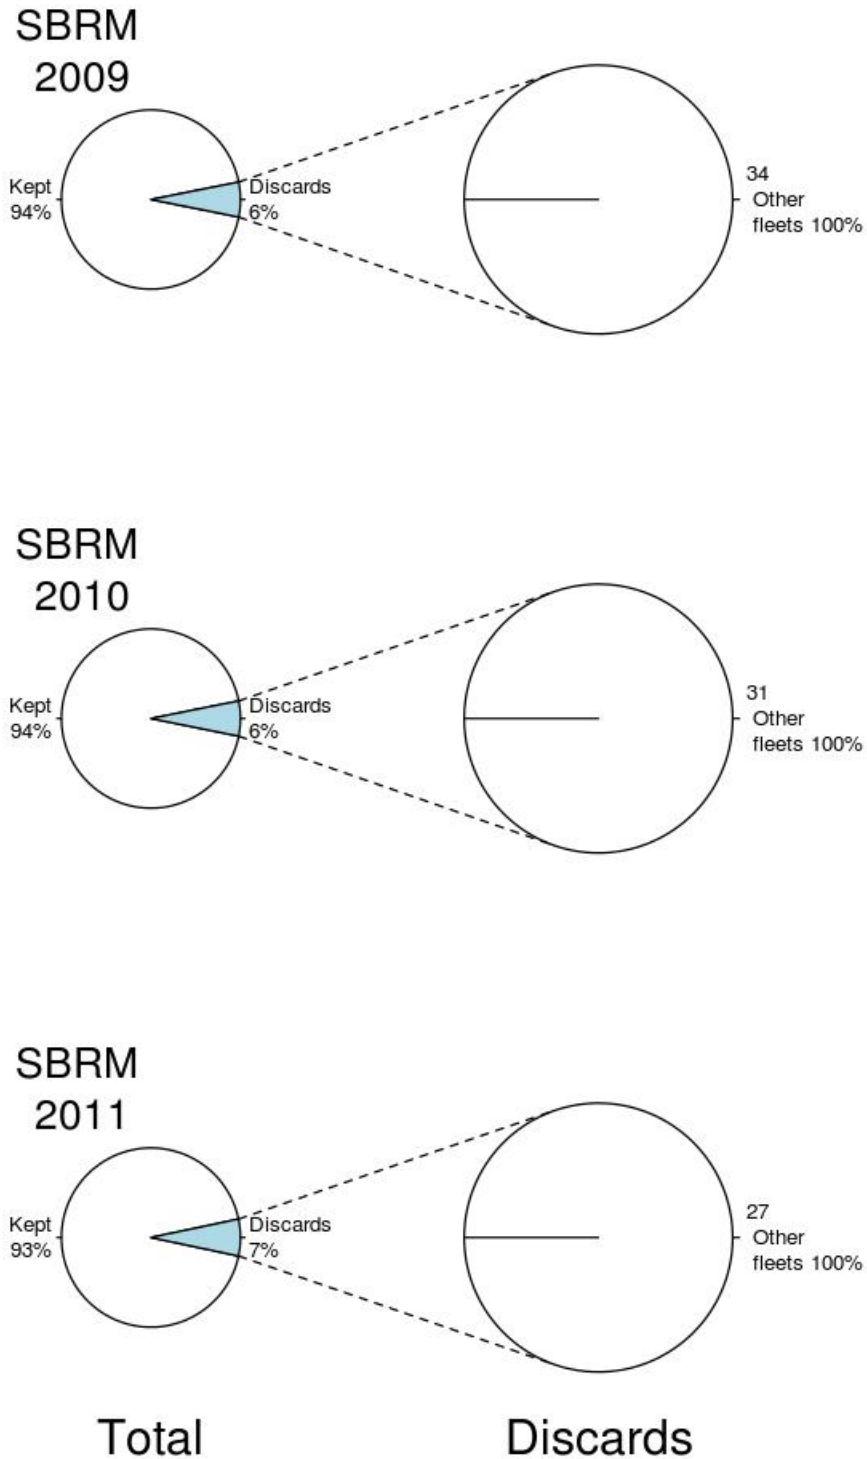 SBRM
2009
Kept
94%
Discards
6%
34
Other
fleets 100%
SBRM
2010
Kept
94%
Discards
6%
31
Other
fleets 100%
SBRM
2011
Kept
93%
Discards
7%
27
Other
fleets 100%
Total
Discards